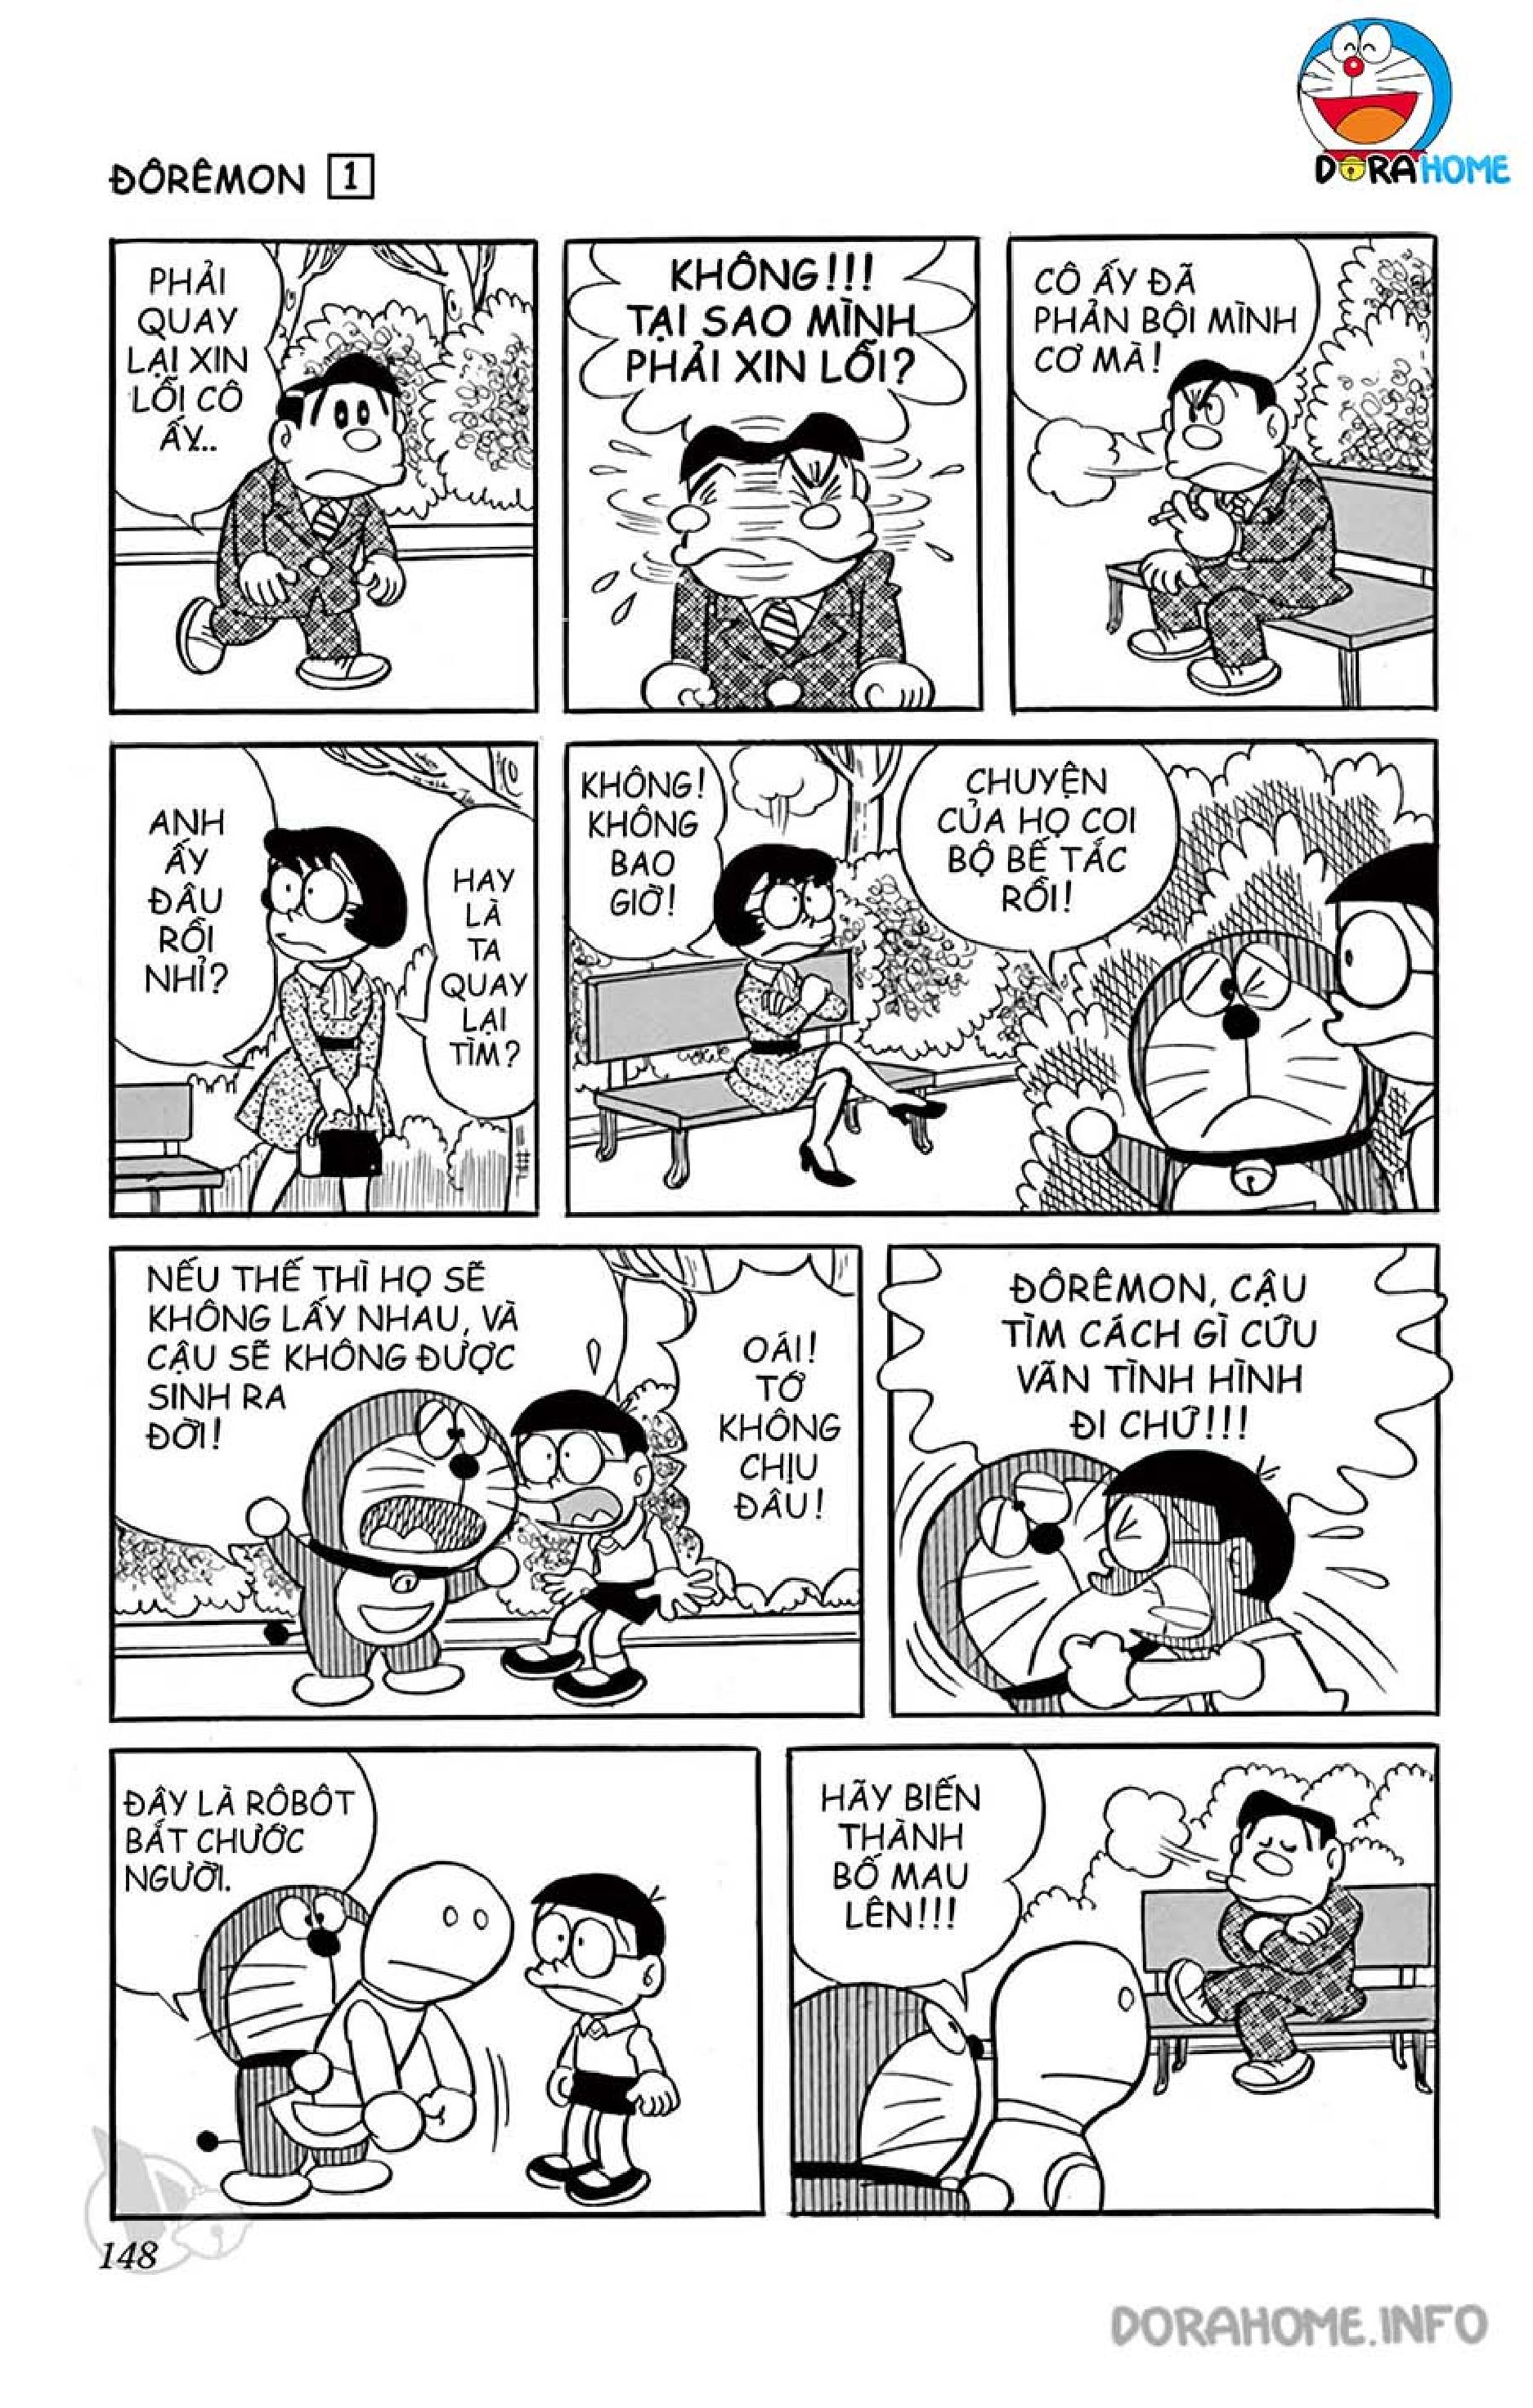 DORAHOME
ĐÔRÊMON 1
PHẢI
QUAY
LẠI XIN
LỖI CÔ
ẤY...
KHÔNG!!!
TẠI SAO MÌNH
PHẢI XIN LỖI?
CÔ ẤY ĐÃ
PHẢN BỘI MÌNH
CƠ MÀ!
ANH
ẤY
ĐÂU
RỒI
NHỈ?
HAY
LÀ
TA
QUAY
LẠI
TÌM?
KHÔNG!
KHÔNG
BAO
GIỜ!
CHUYỆN
CỦA HỌ COI
BỘ BẾ TẮC
RỒI!
NẾU THẾ THÌ HỌ SẼ
KHÔNG LẤY NHAU, VÀ
CẬU SẼ KHÔNG ĐƯỢC
SINH RA
ĐỜI!
OÁI!
TỚ
KHÔNG
CHỊU
ĐÂU!
ĐÔRÊMON, CẬU
TÌM CÁCH GÌ CỨU
VÃN TÌNH HÌNH
ĐI CHỨ!!!
ĐÂY LÀ RÔBÔT
BẮT CHƯỚC
NGƯỜI.
HÃY BIẾN
THÀNH
BỐ MAU
LÊN!!!
148
DORAHOME.INFO